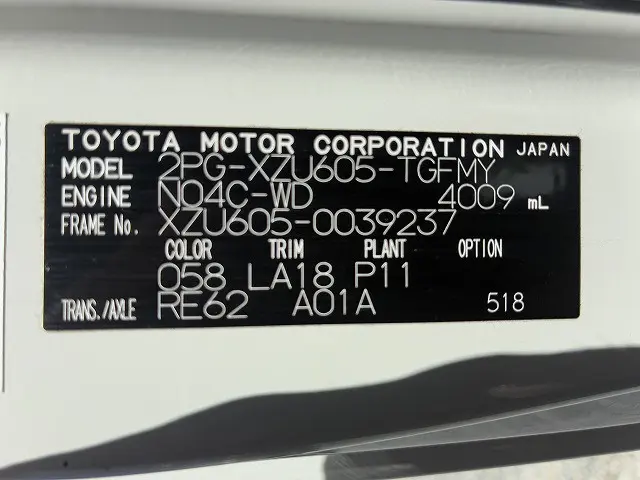 TOYOTA MOTOR CORPORATION JAPAN
MODEL 2PG-XZU605-TGFMY
ENGINE N04C-WD 4009 mL
FRAME No. XZU605-0039237
COLOR TRIM PLANT OPTION
058 LA18 P11
TRANS./AXLE RE62 A01A 518